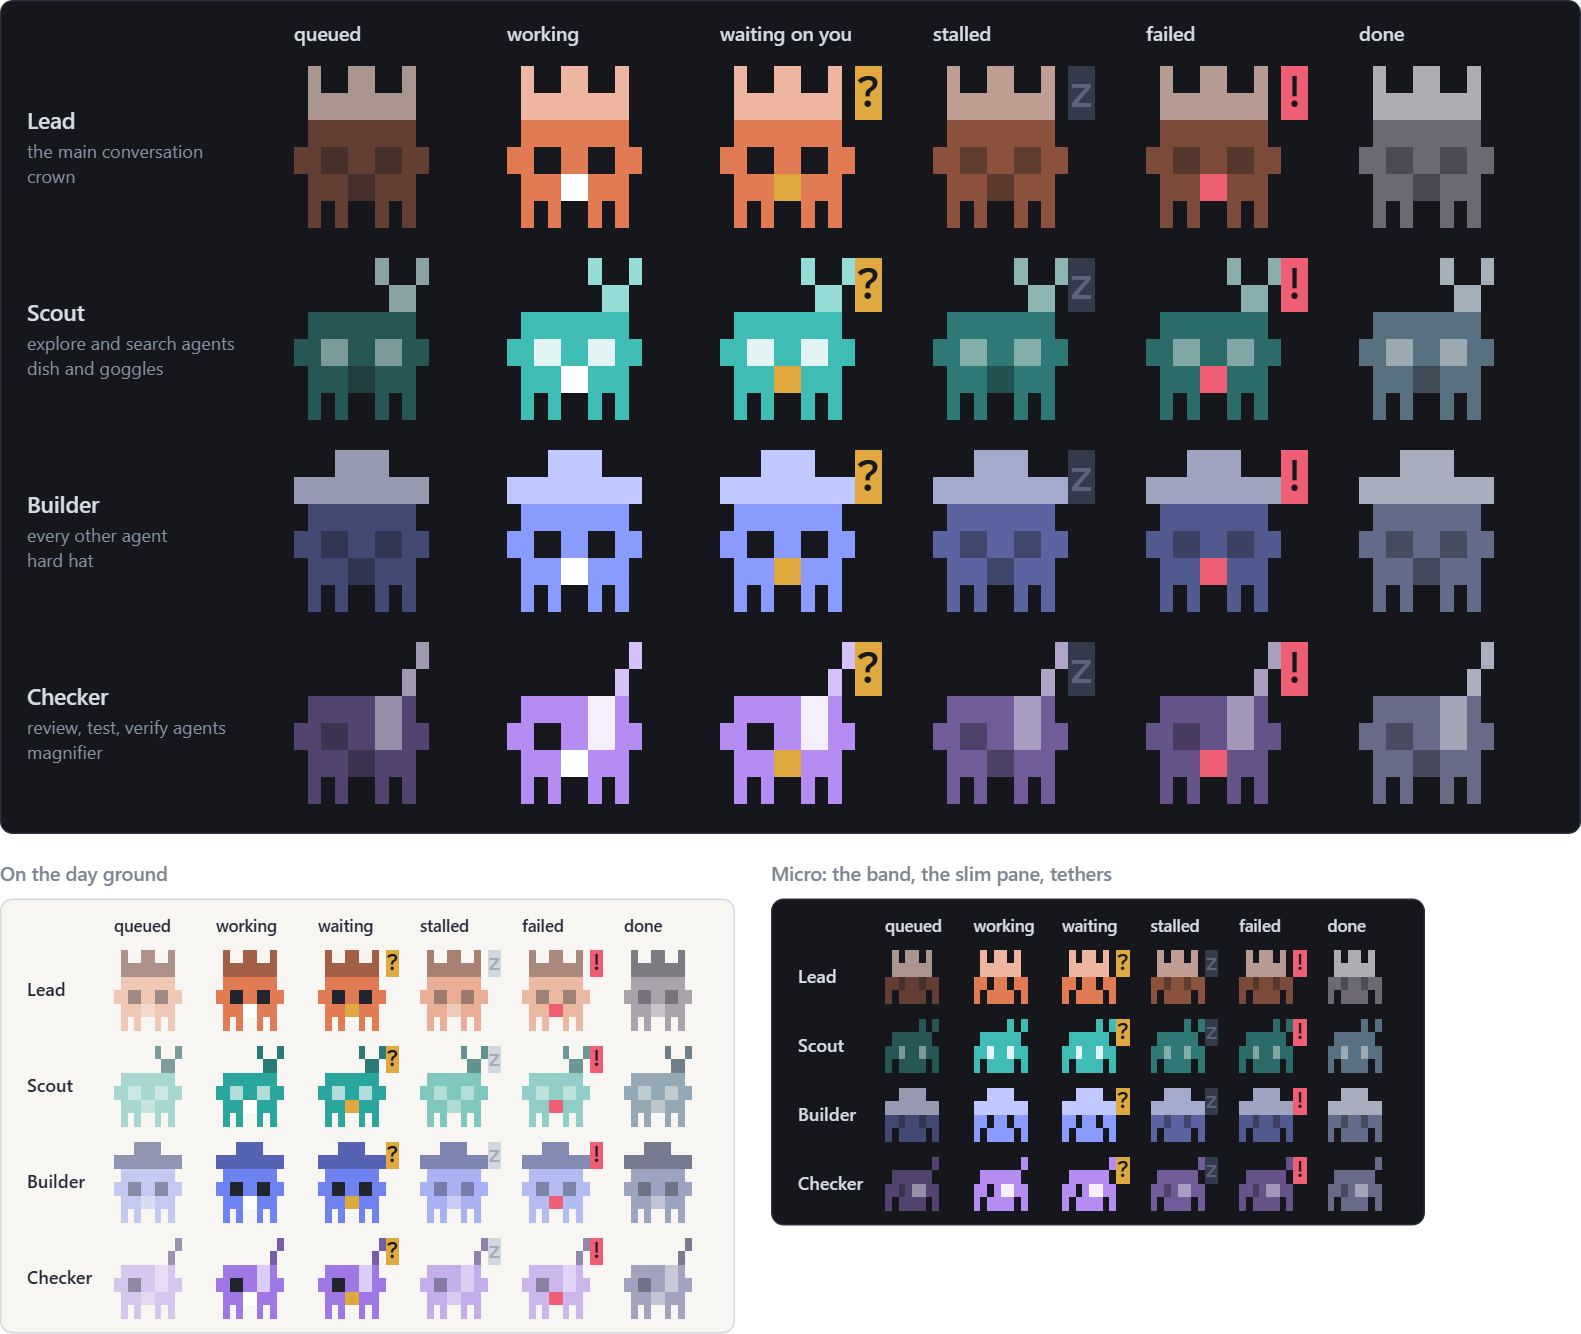 queued working waiting on you stalled failed done
? z !
Lead
the main conversation
crown
? z !
Scout
explore and search agents
dish and goggles
? z !
Builder
every other agent
hard hat
? z !
Checker
review, test, verify agents
magnifier
On the day ground
queued working waiting stalled failed done
? z !
Lead
? z !
Scout
? z !
Builder
? z !
Checker
Micro: the band, the slim pane, tethers
queued working waiting stalled failed done
? z !
Lead
? z !
Scout
? z !
Builder
? z !
Checker